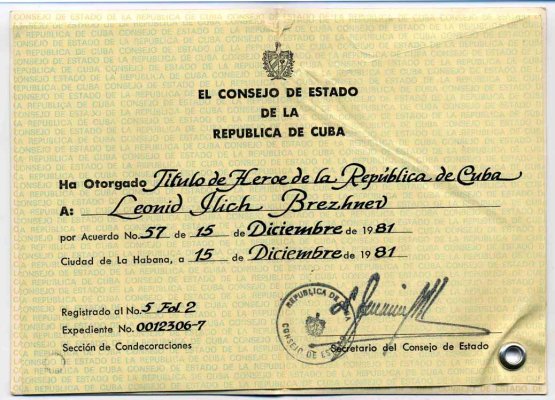 EL CONSEJO DE ESTADO
DE LA
REPUBLICA DE CUBA
Ha Otorgado Título de Heroe de la República de Cuba
A: Leonid Ilich Brezhnev
por Acuerdo No. 57 de 15 de Diciembre de 1981
Ciudad de La Habana, a 15 de Diciembre de 1981
Registrado al No. 5 Fol 2
Expediente No. 0012306-7
Sección de Condecoraciones
REPUBLICA DE CUBA
CONSEJO DE ESTADO
Secretario del Consejo de Estado